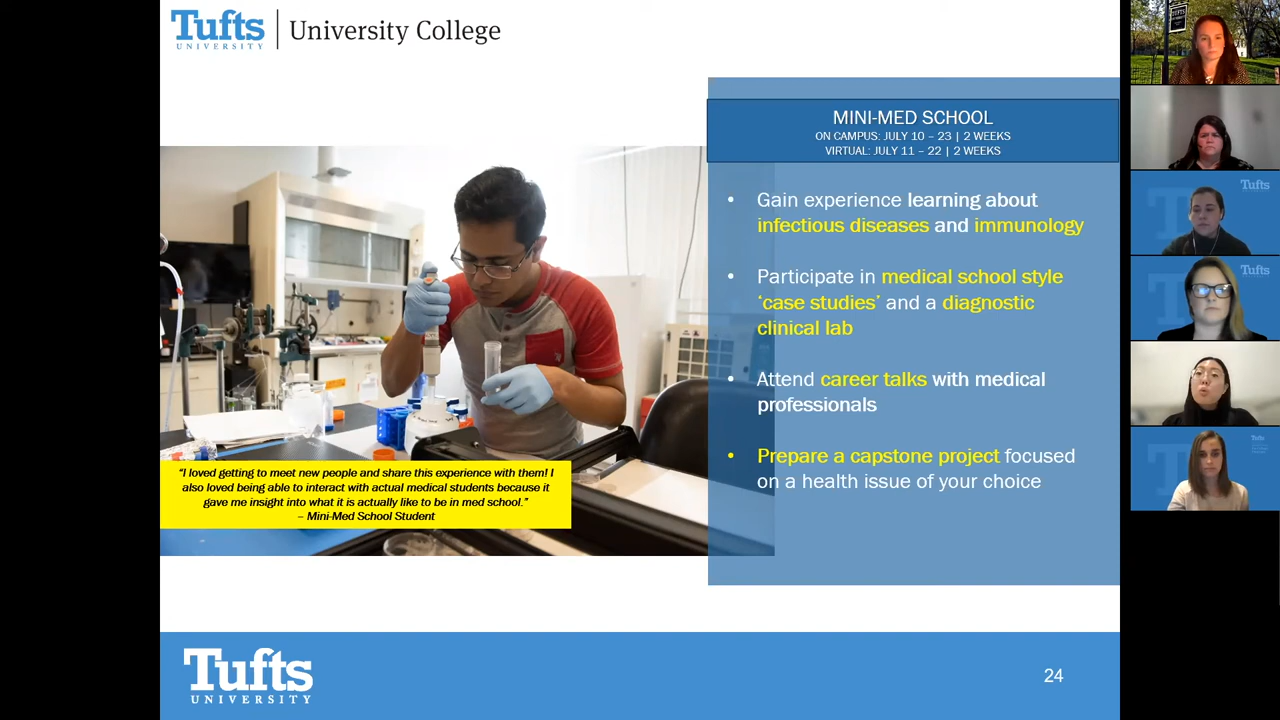 Tufts
UNIVERSITY
University College
MINI-MED SCHOOL
ON CAMPUS: JULY 10 – 23 | 2 WEEKS
VIRTUAL: JULY 11 – 22 | 2 WEEKS
• Gain experience learning about
infectious diseases and immunology
• Participate in medical school style
‘case studies’ and a diagnostic
clinical lab
• Attend career talks with medical
professionals
• Prepare a capstone project focused
on a health issue of your choice
“I loved getting to meet new people and share this experience with them! I
also loved being able to interact with actual medical students because it
gave me insight into what it is actually like to be in med school.”
– Mini-Med School Student
Tufts
UNIVERSITY
24
Tufts
Tufts
Tufts